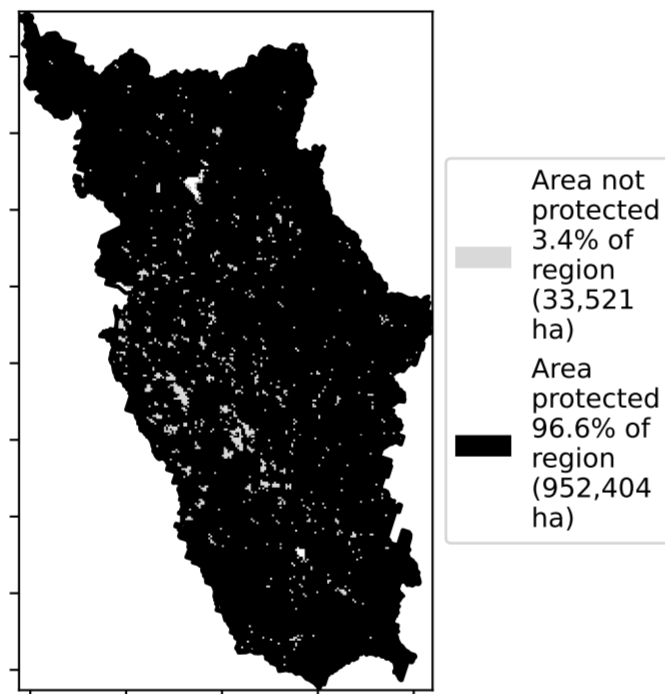 Area not
protected
3.4% of
region
(33,521
ha)
Area
protected
96.6% of
region
(952,404
ha)